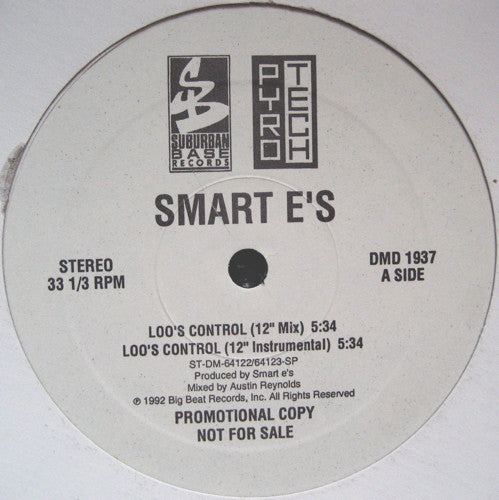 SUBURBAN
BASE
RECORDS
PYRO
TECH
SMART E'S
STEREO
33 1/3 RPM
DMD 1937
A SIDE
LOO'S CONTROL (12" Mix) 5:34
LOO'S CONTROL (12" Instrumental) 5:34
ST-DM-64122/64123-SP
Produced by Smart e's
Mixed by Austin Reynolds
℗ 1992 Big Beat Records, Inc. All Rights Reserved
PROMOTIONAL COPY
NOT FOR SALE